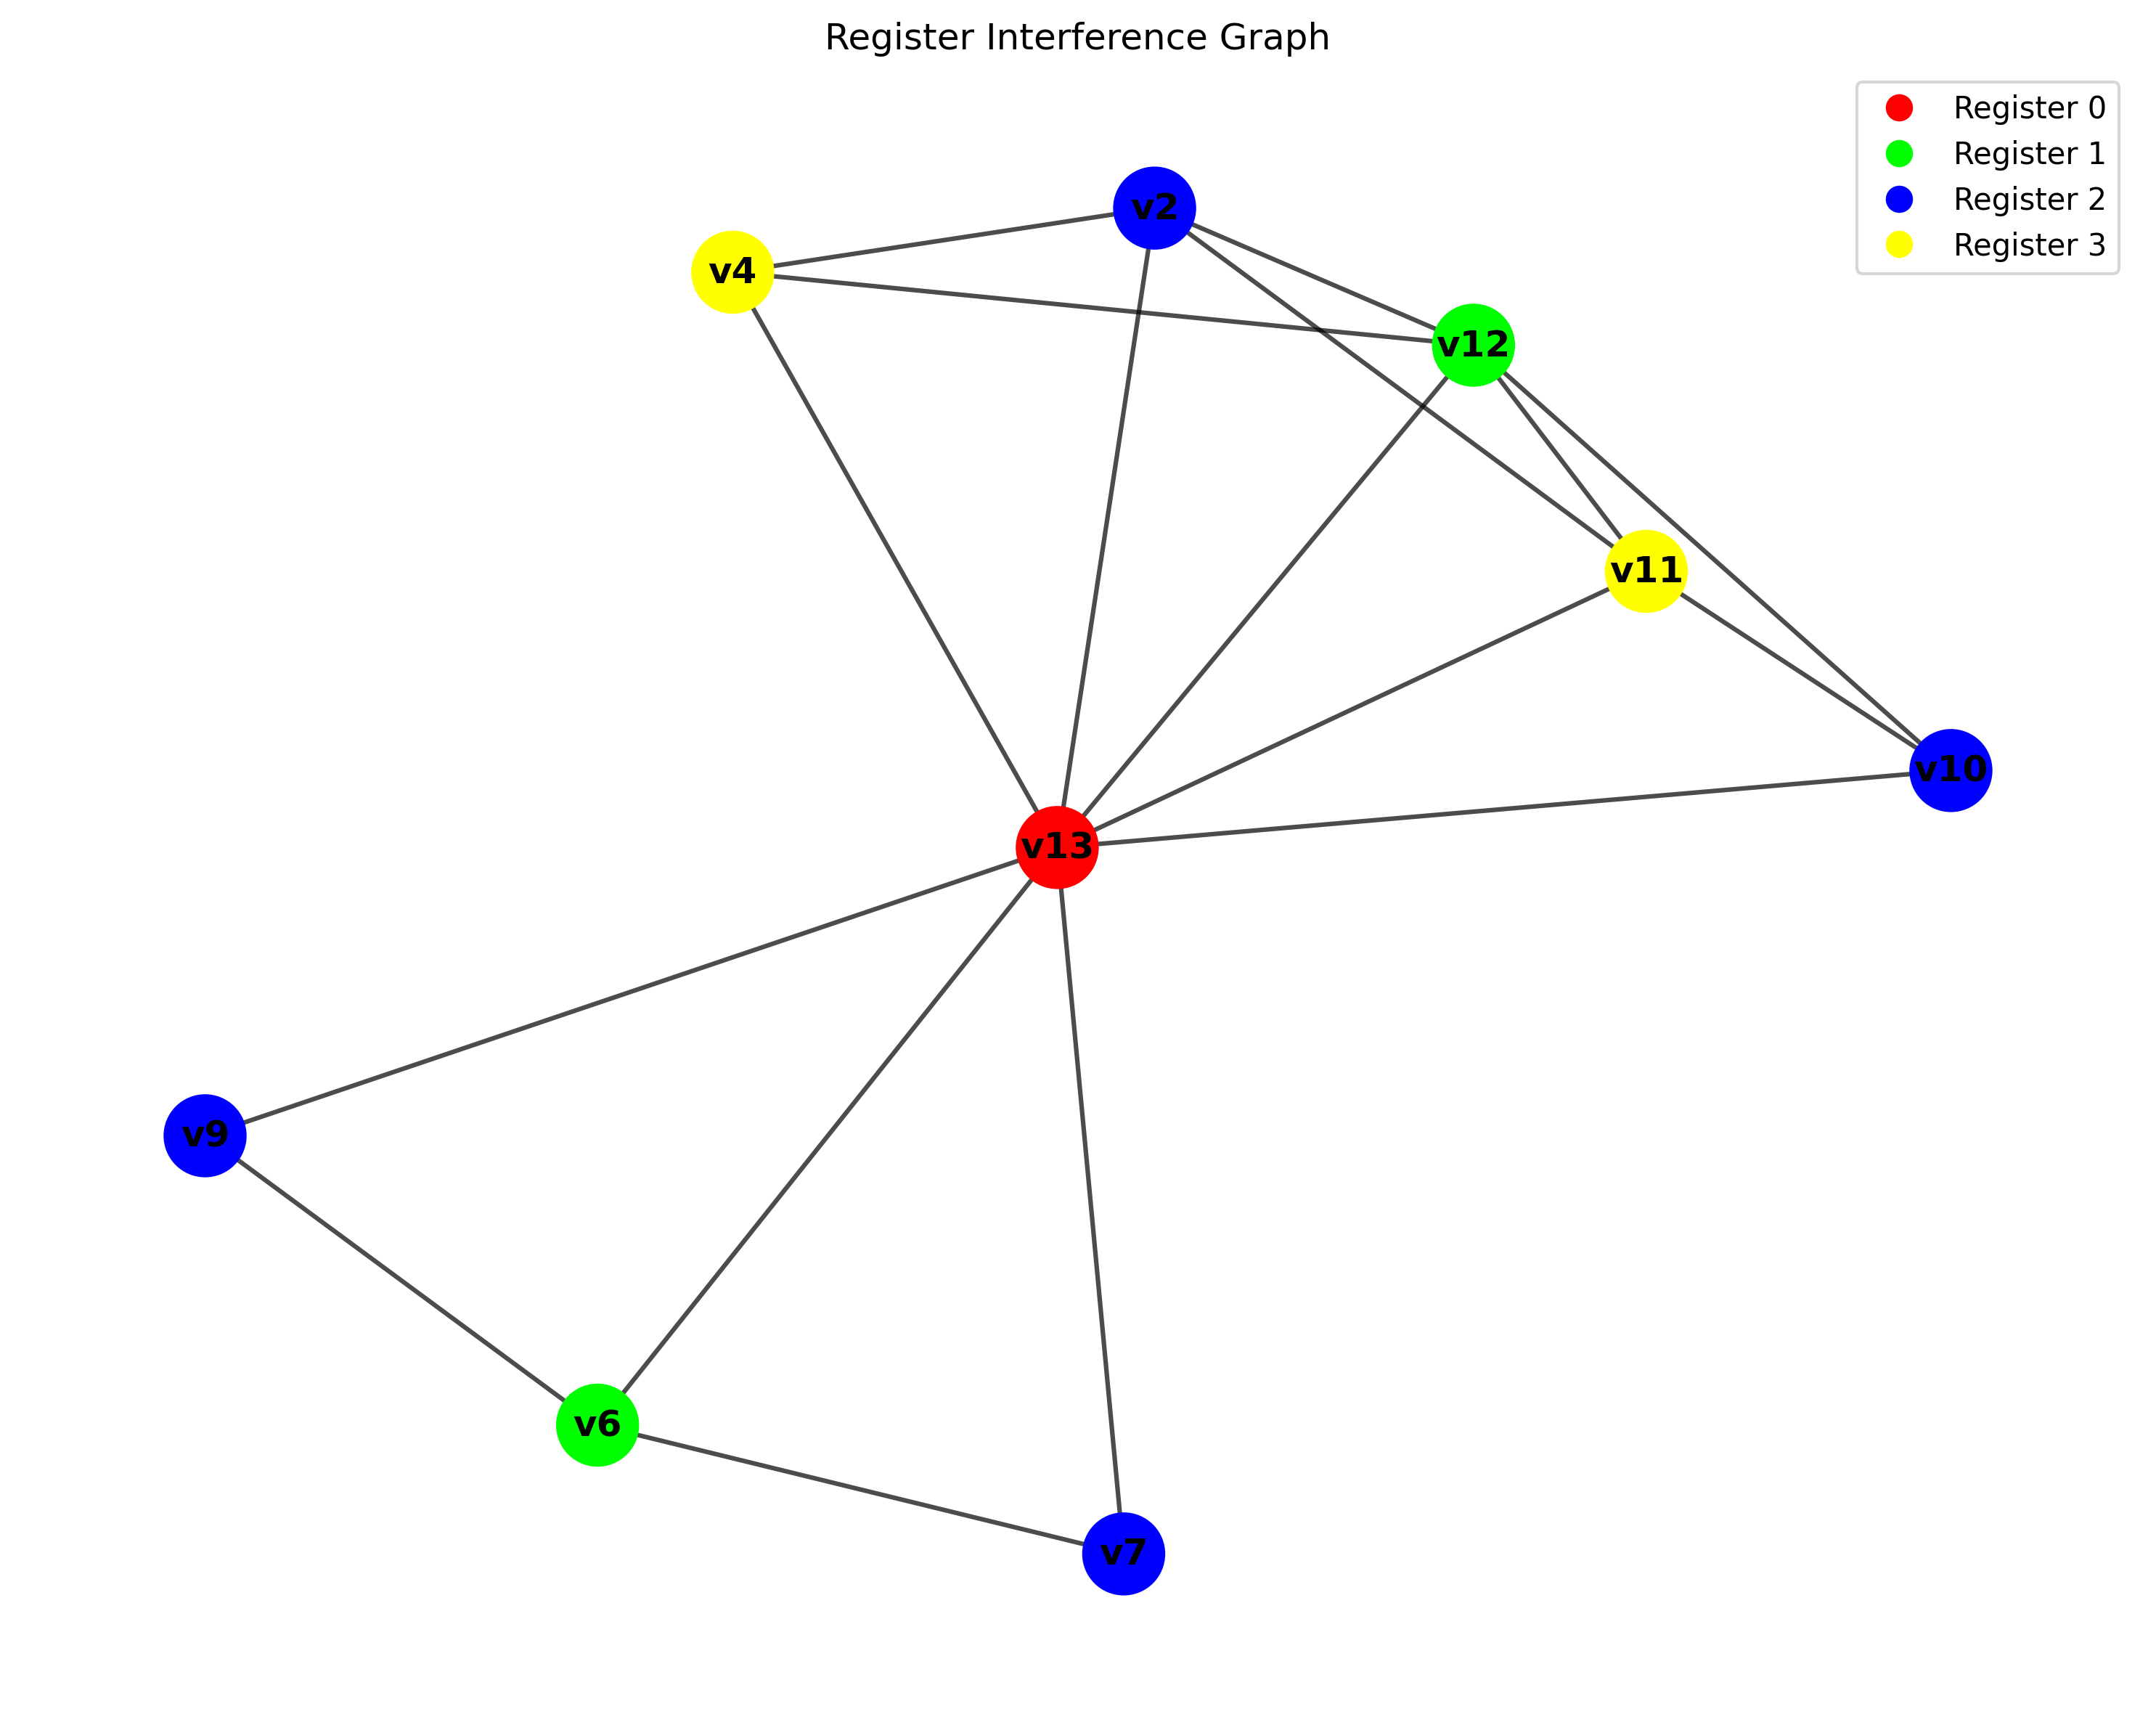 Register Interference Graph
Register 0
Register 1
Register 2
Register 3
v2
v4
v12
v11
v10
v13
v9
v6
v7